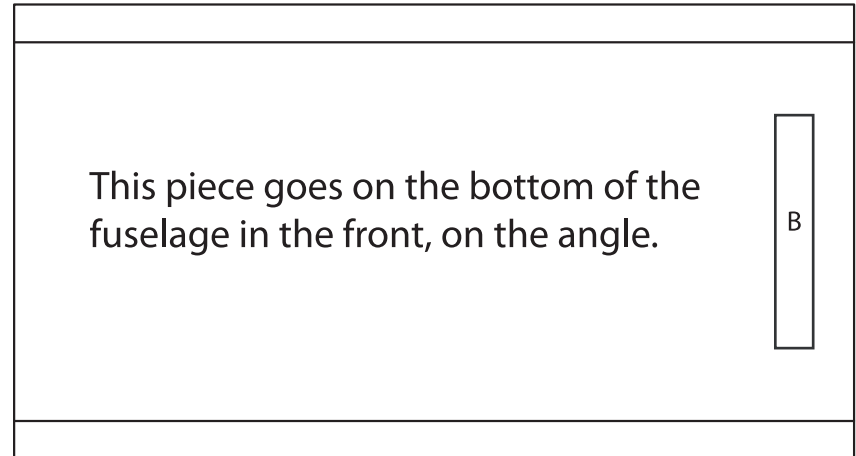 This piece goes on the bottom of the
fuselage in the front, on the angle.
B